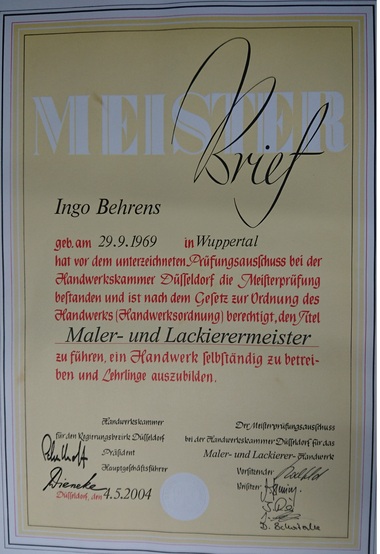 MEISTER
Brief
Ingo Behrens
geb. am 29.9.1969 in Wuppertal
hat vor dem unterzeichneten Prüfungsausschuss bei der
Handwerkskammer Düsseldorf die Meisterprüfung
bestanden und ist nach dem Gesetz zur Ordnung des
Handwerks (Handwerksordnung) berechtigt, den Titel
Maler- und Lackierermeister
zu führen, ein Handwerk selbständig zu betrei-
ben und Lehrlinge auszubilden.
Handwerkskammer
für den Regierungsbezirk Düsseldorf
Präsident
Hauptgeschäftsführer
Düsseldorf, den 4.5.2004
Der Meisterprüfungsausschuss
bei der Handwerkskammer Düsseldorf für das
Maler- und Lackierer-Handwerk
Vorsitzender
Beisitzer